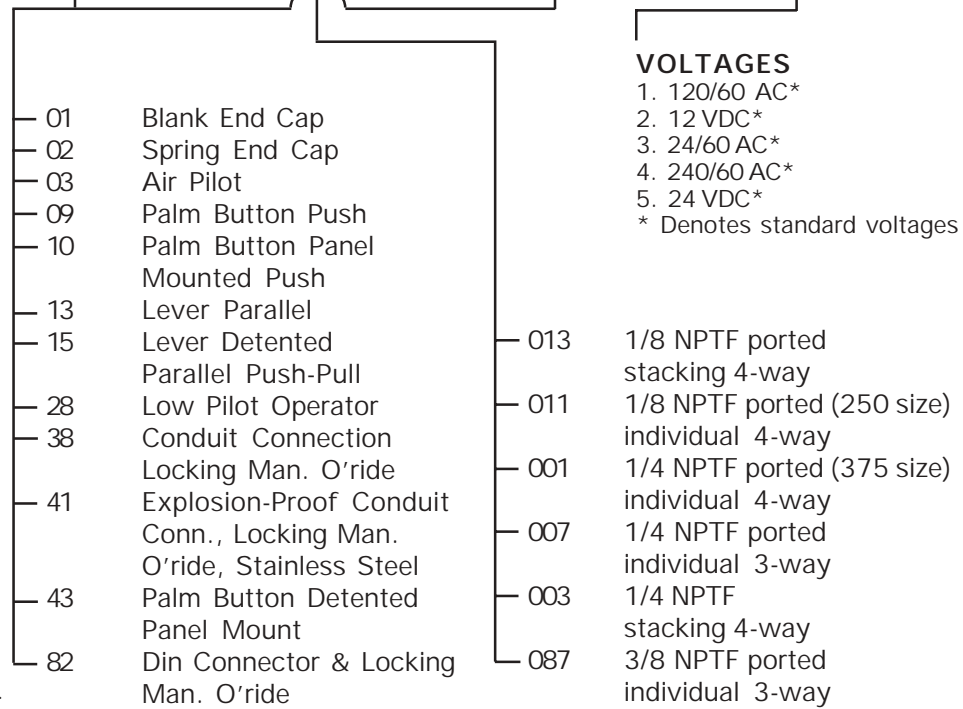 VOLTAGES
1. 120/60 AC*
2. 12 VDC*
3. 24/60 AC*
4. 240/60 AC*
5. 24 VDC*
* Denotes standard voltages
01 Blank End Cap
02 Spring End Cap
03 Air Pilot
09 Palm Button Push
10 Palm Button Panel
Mounted Push
13 Lever Parallel
15 Lever Detented
Parallel Push-Pull
28 Low Pilot Operator
38 Conduit Connection
Locking Man. O'ride
41 Explosion-Proof Conduit
Conn., Locking Man.
O'ride, Stainless Steel
43 Palm Button Detented
Panel Mount
82 Din Connector & Locking
Man. O'ride
013 1/8 NPTF ported
stacking 4-way
011 1/8 NPTF ported (250 size)
individual 4-way
001 1/4 NPTF ported (375 size)
individual 4-way
007 1/4 NPTF ported
individual 3-way
003 1/4 NPTF
stacking 4-way
087 3/8 NPTF ported
individual 3-way